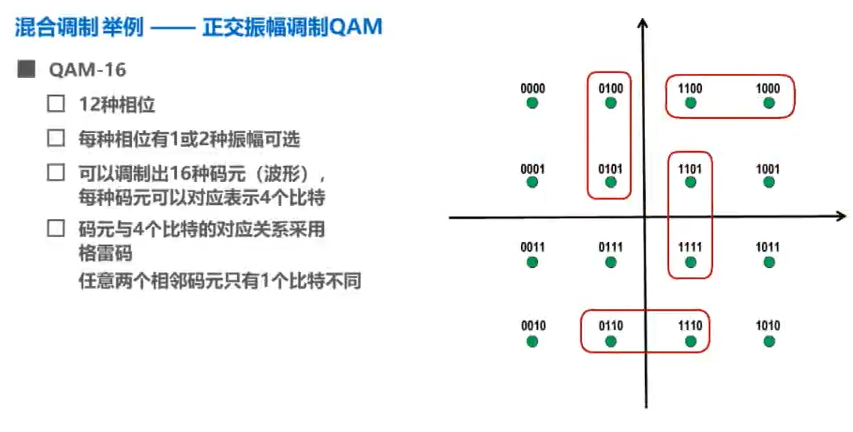 混合调制 举例 —— 正交振幅调制QAM
QAM-16
12种相位
每种相位有1或2种振幅可选
可以调制出16种码元（波形），
每种码元可以对应表示4个比特
码元与4个比特的对应关系采用
格雷码
任意两个相邻码元只有1个比特不同
0000 0100 1100 1000
0001 0101 1101 1001
0011 0111 1111 1011
0010 0110 1110 1010